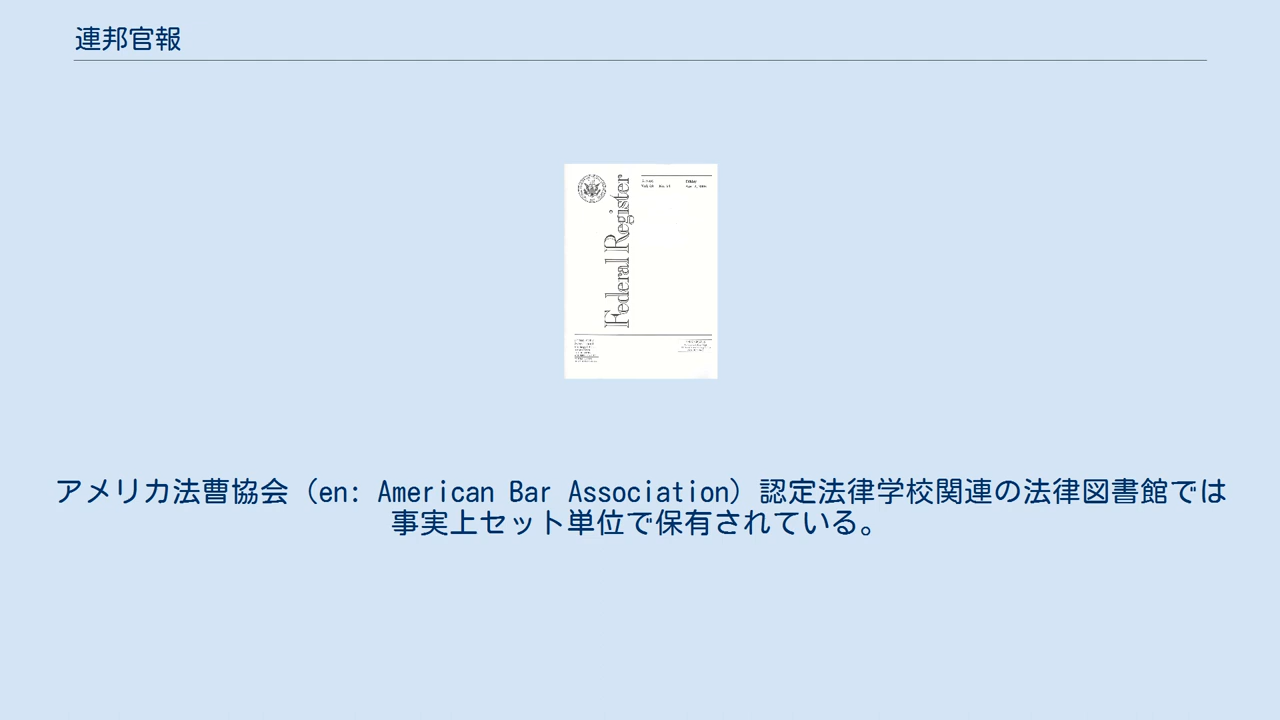 連邦官報
Federal Register
アメリカ法曹協会（en: American Bar Association）認定法律学校関連の法律図書館では
事実上セット単位で保有されている。